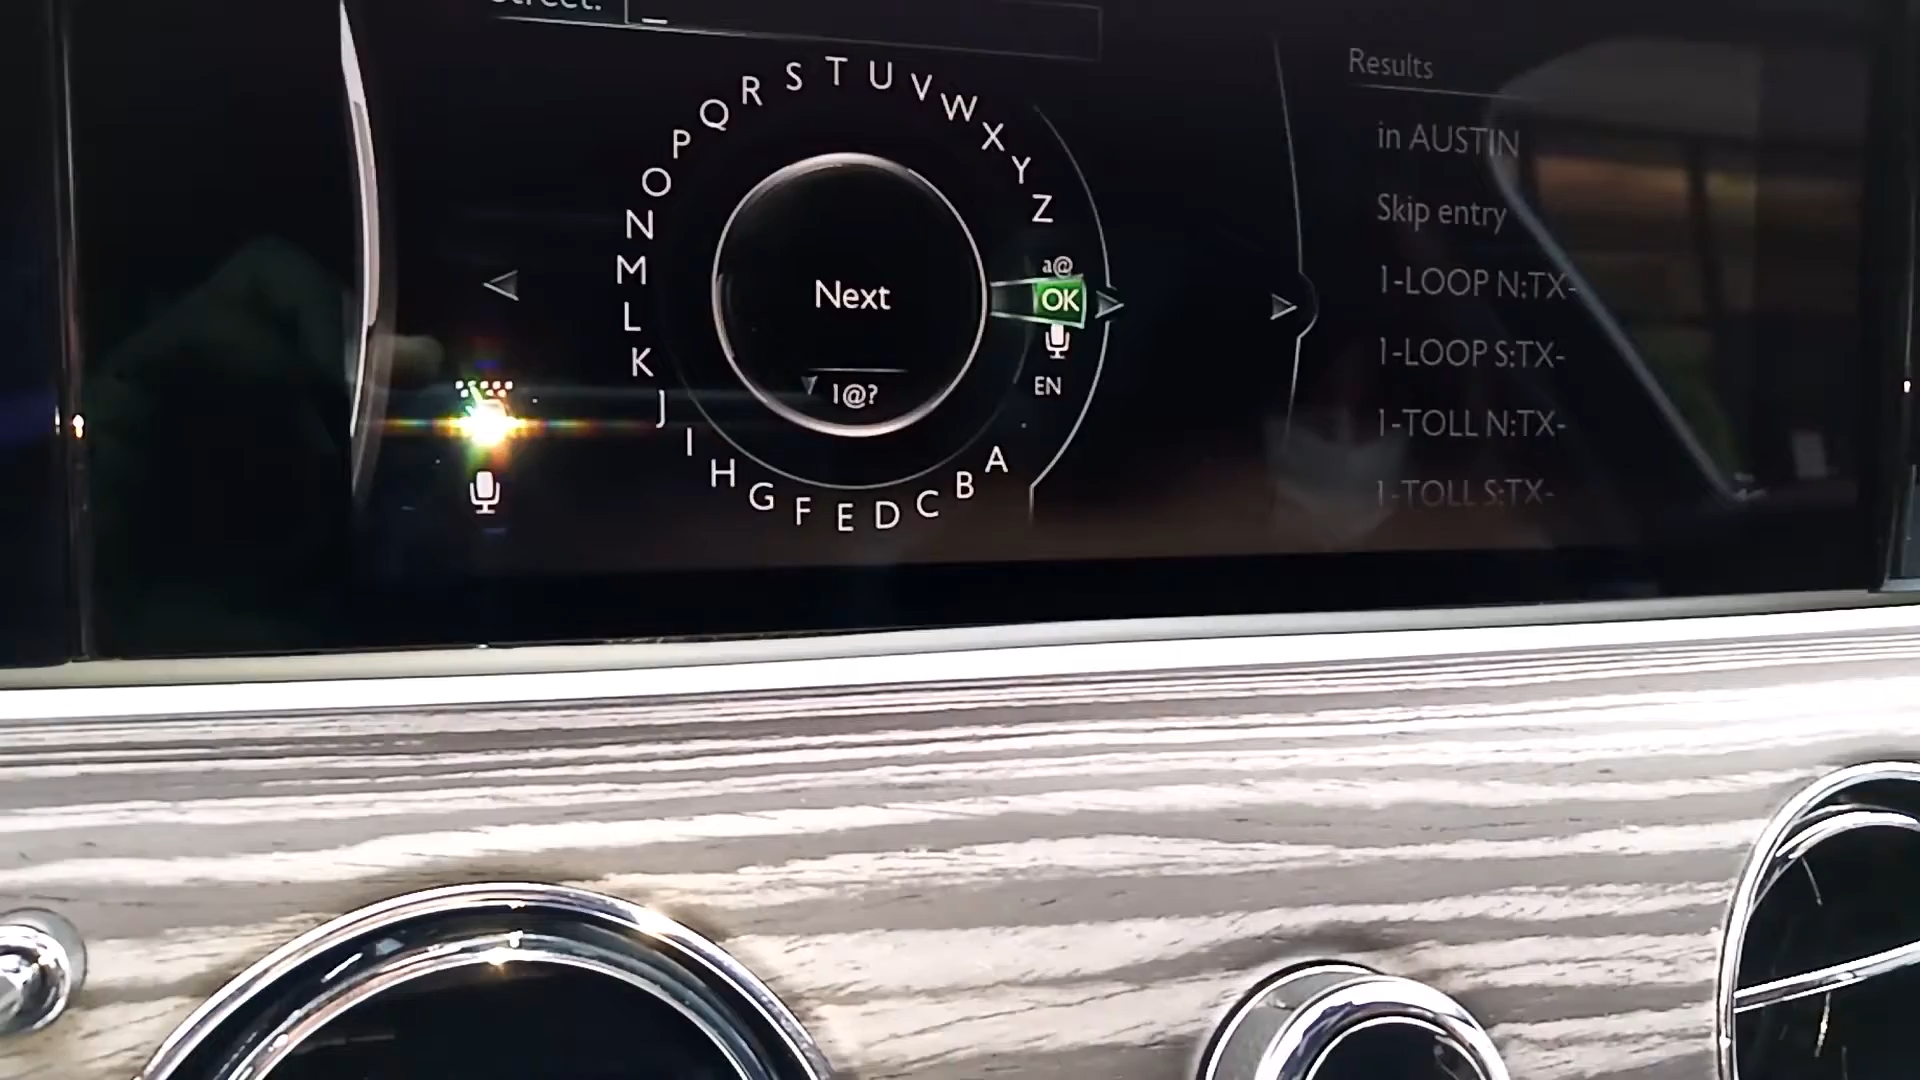 Street:
A B C D E F G H I J K L M N O P Q R S T U V W X Y Z
a@
OK
EN
Next
1@?
Results
in AUSTIN
Skip entry
1-LOOP N:TX-
1-LOOP S:TX-
1-TOLL N:TX-
1-TOLL S:TX-